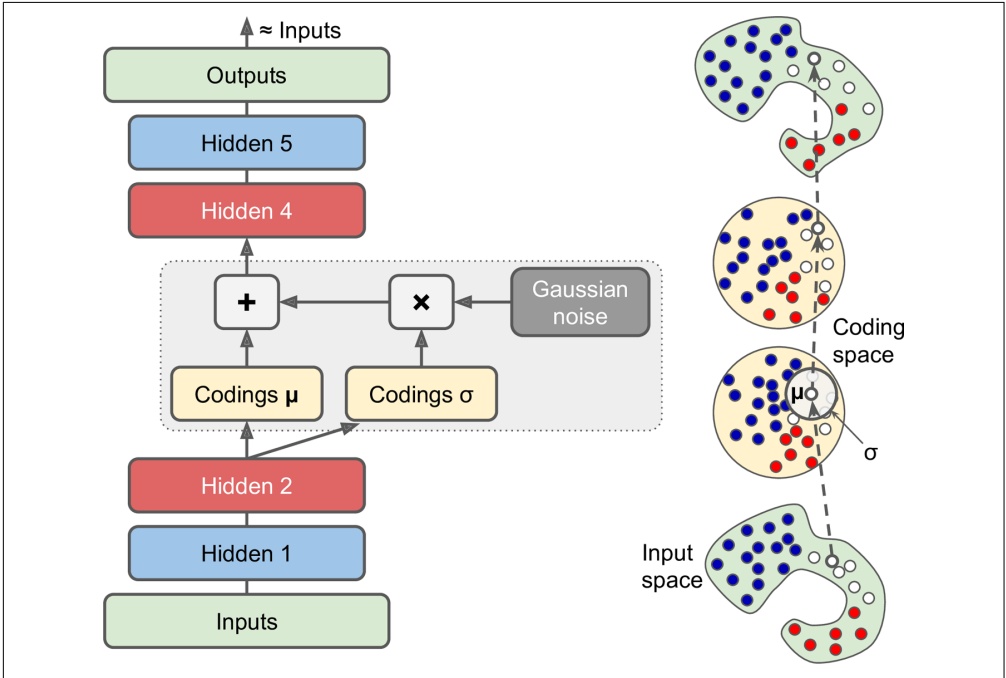 ≈ Inputs
Outputs
Hidden 5
Hidden 4
+
×
Gaussian
noise
Codings μ
Codings σ
Hidden 2
Hidden 1
Inputs
Coding
space
μ
σ
Input
space